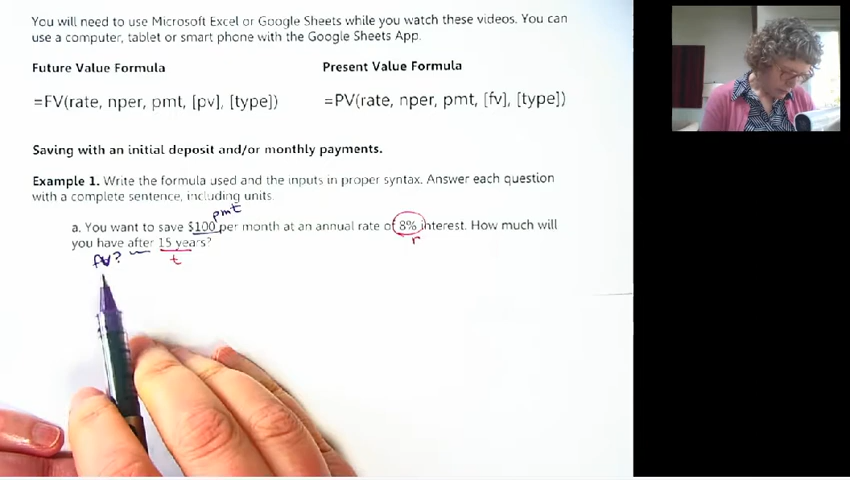 You will need to use Microsoft Excel or Google Sheets while you watch these videos. You can
use a computer, tablet or smart phone with the Google Sheets App.
Future Value Formula
Present Value Formula
=FV(rate, nper, pmt, [pv], [type])
=PV(rate, nper, pmt, [fv], [type])
Saving with an initial deposit and/or monthly payments.
Example 1. Write the formula used and the inputs in proper syntax. Answer each question
with a complete sentence, including units.
pmt
a. You want to save $100 per month at an annual rate of 8% interest. How much will
r
you have after 15 years?
fv?
t